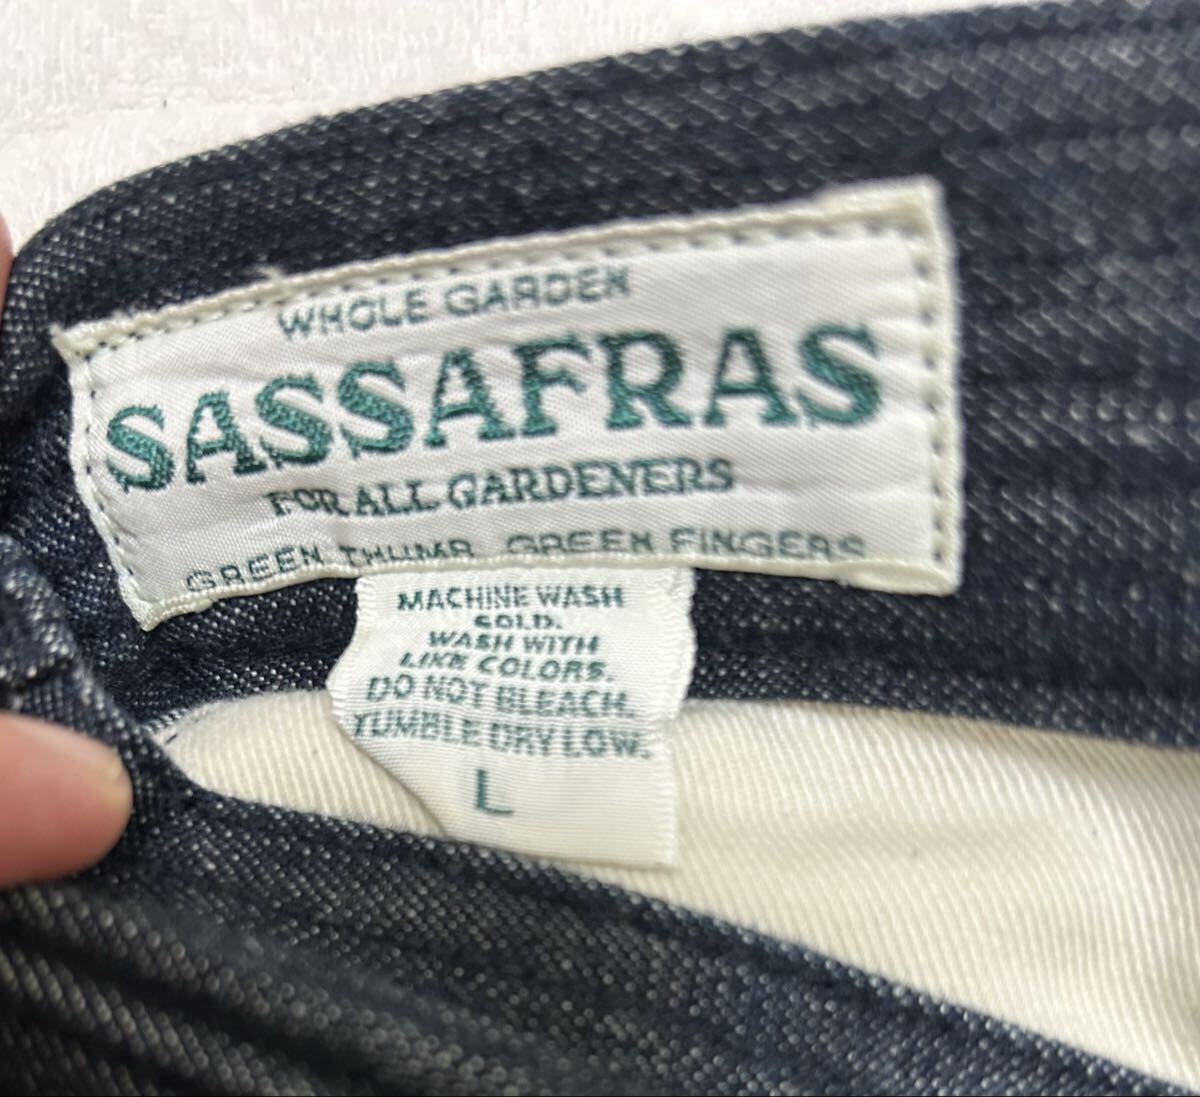 WHOLE GARDEN
SASSAFRAS
FOR ALL GARDENERS
GREEN THUMB GREEN FINGERS
MACHINE WASH
COLD.
WASH WITH
LIKE COLORS.
DO NOT BLEACH.
TUMBLE DRY LOW.
L